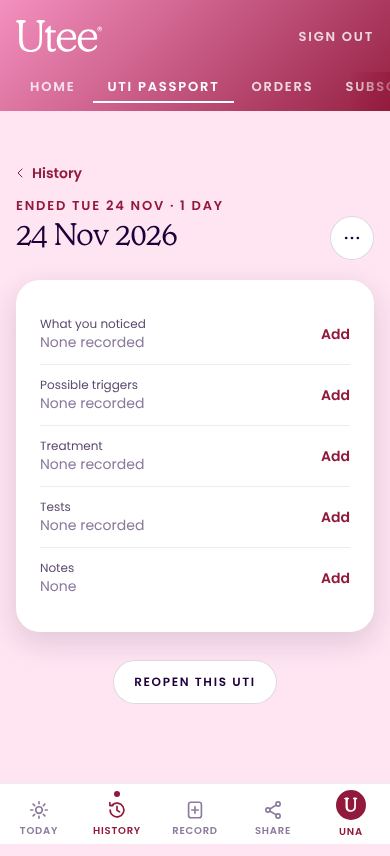 Utee®
SIGN OUT
HOME
UTI PASSPORT
ORDERS
SUBSC
History
ENDED TUE 24 NOV · 1 DAY
24 Nov 2026
What you noticed
None recorded
Add
Possible triggers
None recorded
Add
Treatment
None recorded
Add
Tests
None recorded
Add
Notes
None
Add
REOPEN THIS UTI
TODAY
HISTORY
RECORD
SHARE
U
UNA